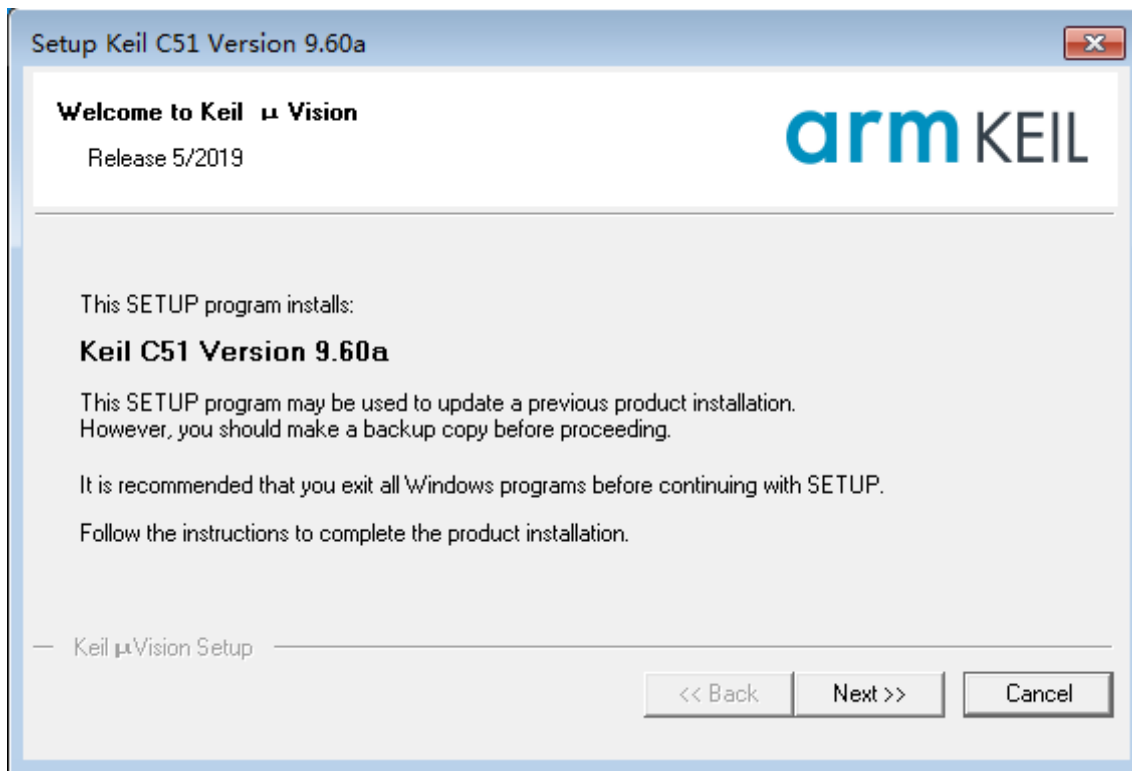 Setup Keil C51 Version 9.60a
Welcome to Keil μ Vision
Release 5/2019
arm KEIL
This SETUP program installs:
Keil C51 Version 9.60a
This SETUP program may be used to update a previous product installation.
However, you should make a backup copy before proceeding.
It is recommended that you exit all Windows programs before continuing with SETUP.
Follow the instructions to complete the product installation.
Keil μVision Setup
<< Back Next >> Cancel